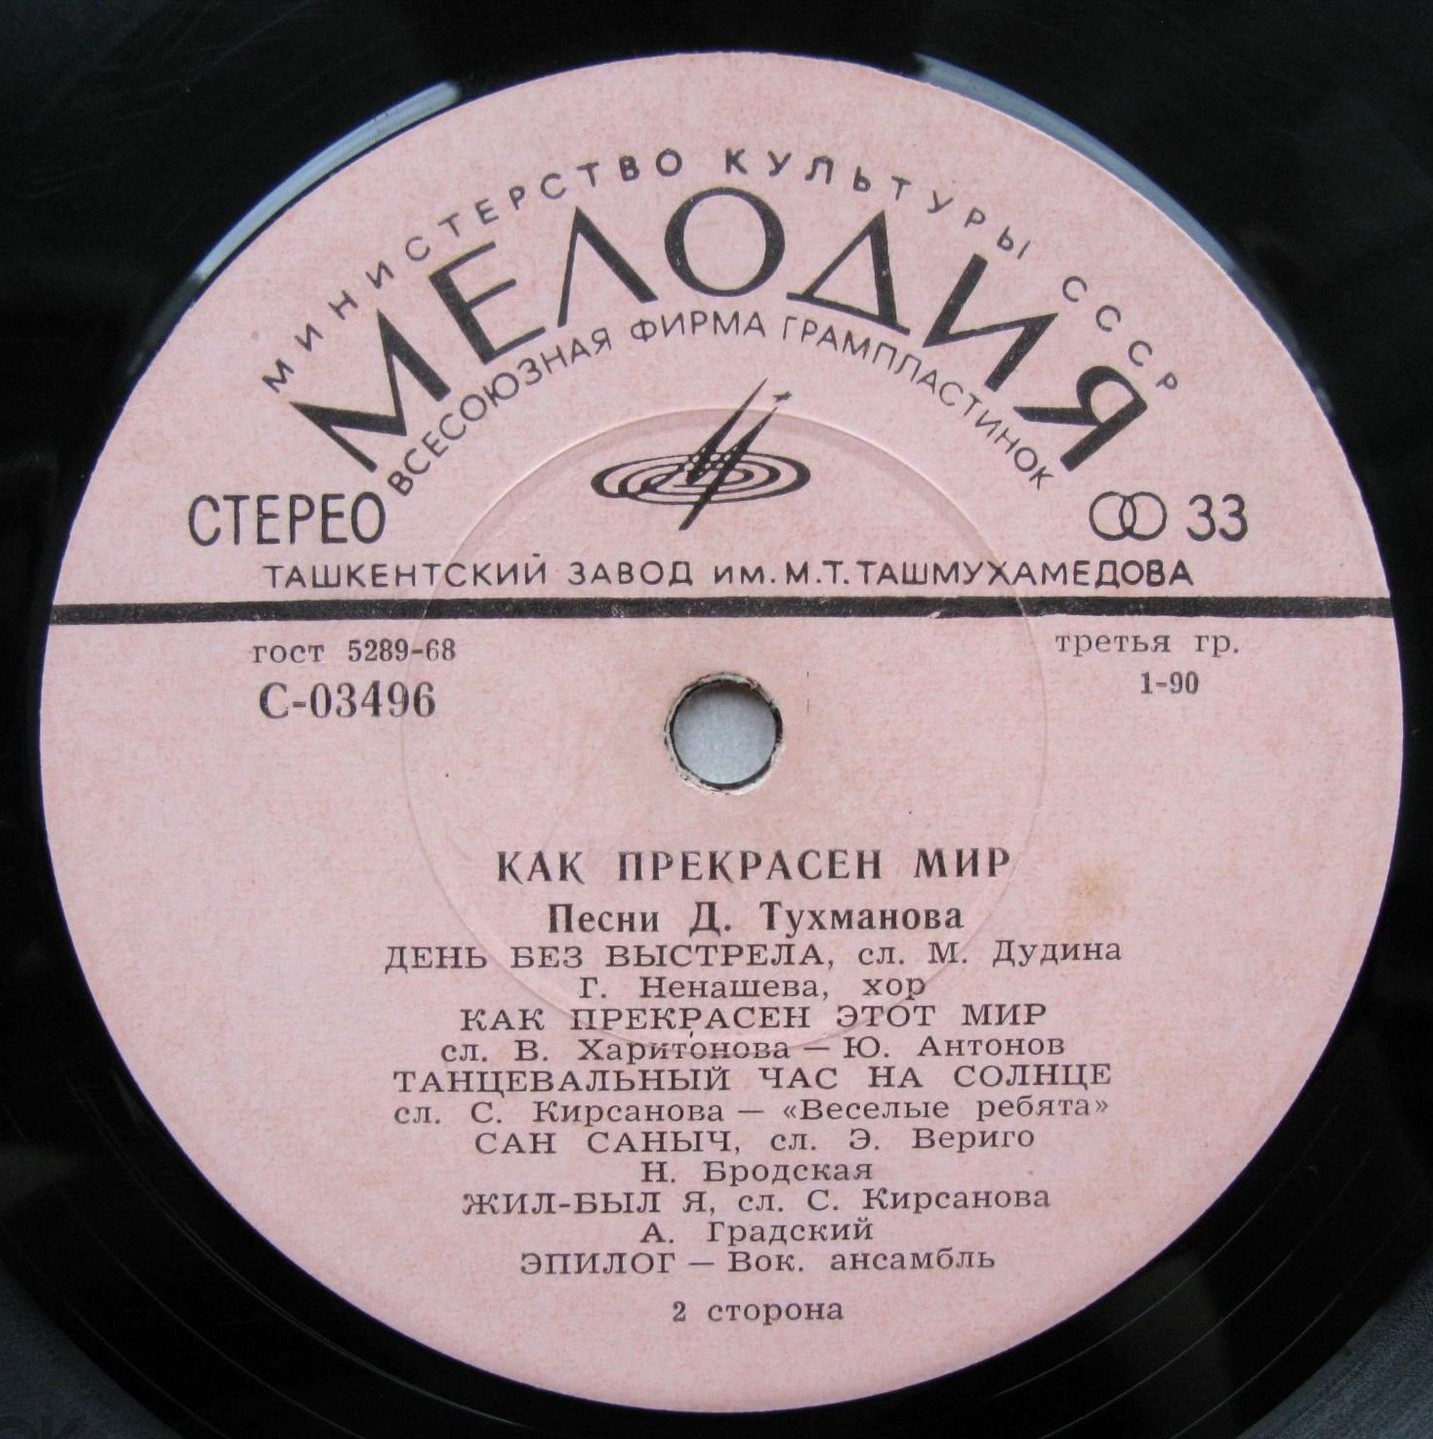 МИНИСТЕРСТВО КУЛЬТУРЫ СССР
МЕЛОДИЯ
ВСЕСОЮЗНАЯ ФИРМА ГРАМПЛАСТИНОК
СТЕРЕО
33
ТАШКЕНТСКИЙ ЗАВОД ИМ. М.Т. ТАШМУХАМЕДОВА
гост 5289-68
третья гр.
С-03496
1-90
КАК ПРЕКРАСЕН МИР
Песни Д. Тухманова
ДЕНЬ БЕЗ ВЫСТРЕЛА, сл. М. Дудина
Г. Ненашева, хор
КАК ПРЕКРАСЕН ЭТОТ МИР
сл. В. Харитонова — Ю. Антонов
ТАНЦЕВАЛЬНЫЙ ЧАС НА СОЛНЦЕ
сл. С. Кирсанова — «Веселые ребята»
САН САНЫЧ, сл. Э. Вериго
Н. Бродская
ЖИЛ-БЫЛ Я, сл. С. Кирсанова
А. Градский
ЭПИЛОГ — Вок. ансамбль
2 сторона